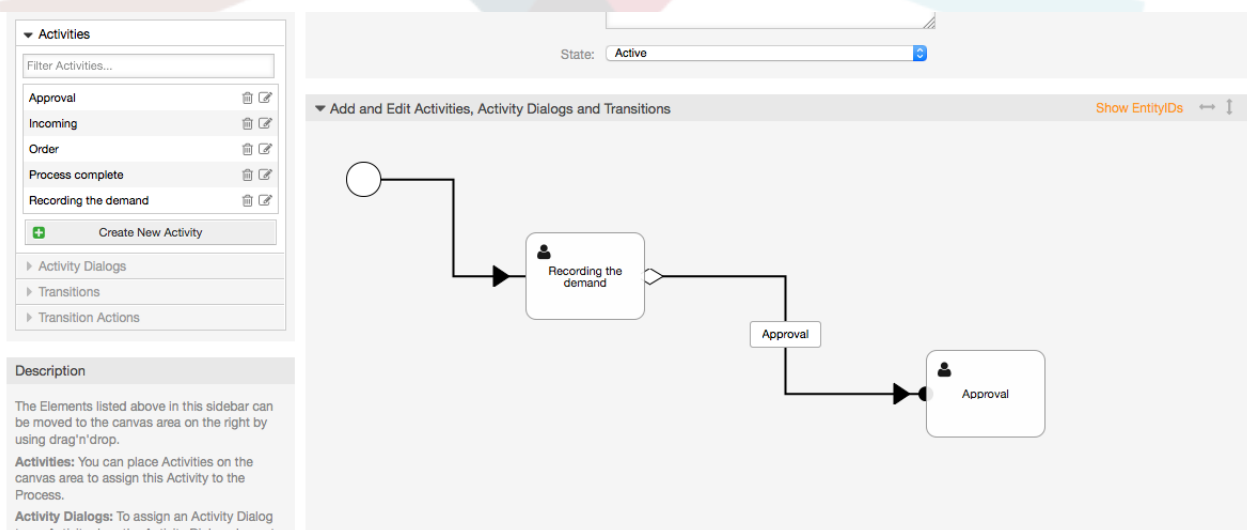 Activities
Filter Activities...
Approval
Incoming
Order
Process complete
Recording the demand
Create New Activity
Activity Dialogs
Transitions
Transition Actions
Description
The Elements listed above in this sidebar can
be moved to the canvas area on the right by
using drag'n'drop.
Activities: You can place Activities on the
canvas area to assign this Activity to the
Process.
Activity Dialogs: To assign an Activity Dialog
State: Active
Add and Edit Activities, Activity Dialogs and Transitions
Show EntityIDs
Recording the
demand
Approval
Approval